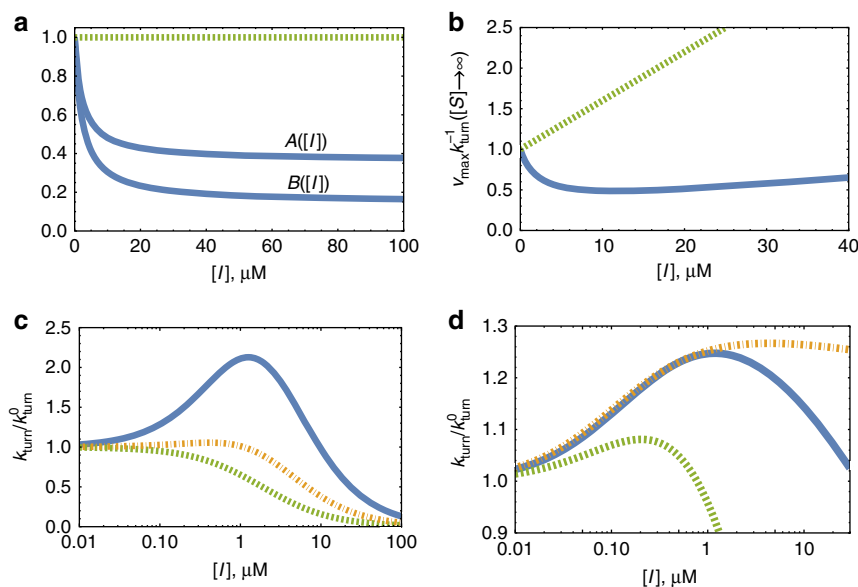 a
1.0
0.8
0.6
0.4
0.2
0.0
A([I])
B([I])
0 20 40 60 80 100
[I], μM
b
2.5
2.0
1.5
1.0
0.5
0.0
v_max k_turn^-1 ([S]→∞)
0 10 20 30 40
[I], μM
c
2.5
2.0
1.5
1.0
0.5
0.0
k_turn/k_turn^0
0.01 0.10 1 10 100
[I], μM
d
1.3
1.2
1.1
1.0
0.9
k_turn/k_turn^0
0.01 0.10 1 10
[I], μM